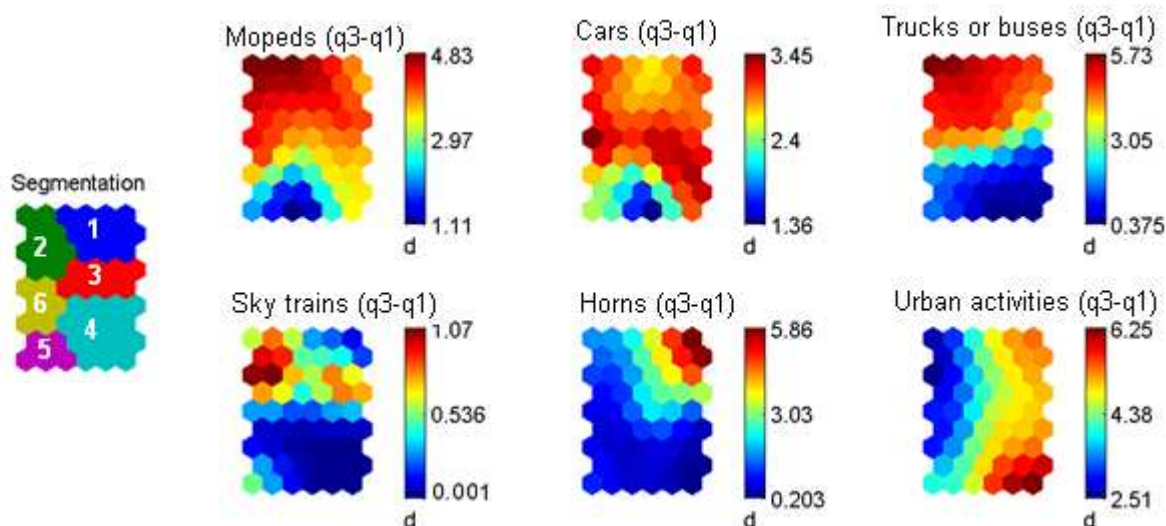 Mopeds (q3-q1)
4.83
2.97
1.11
d
Cars (q3-q1)
3.45
2.4
1.36
d
Trucks or buses (q3-q1)
5.73
3.05
0.375
d
Segmentation
1
2
3
6
4
5
Sky trains (q3-q1)
1.07
0.536
0.001
d
Horns (q3-q1)
5.86
3.03
0.203
d
Urban activities (q3-q1)
6.25
4.38
2.51
d